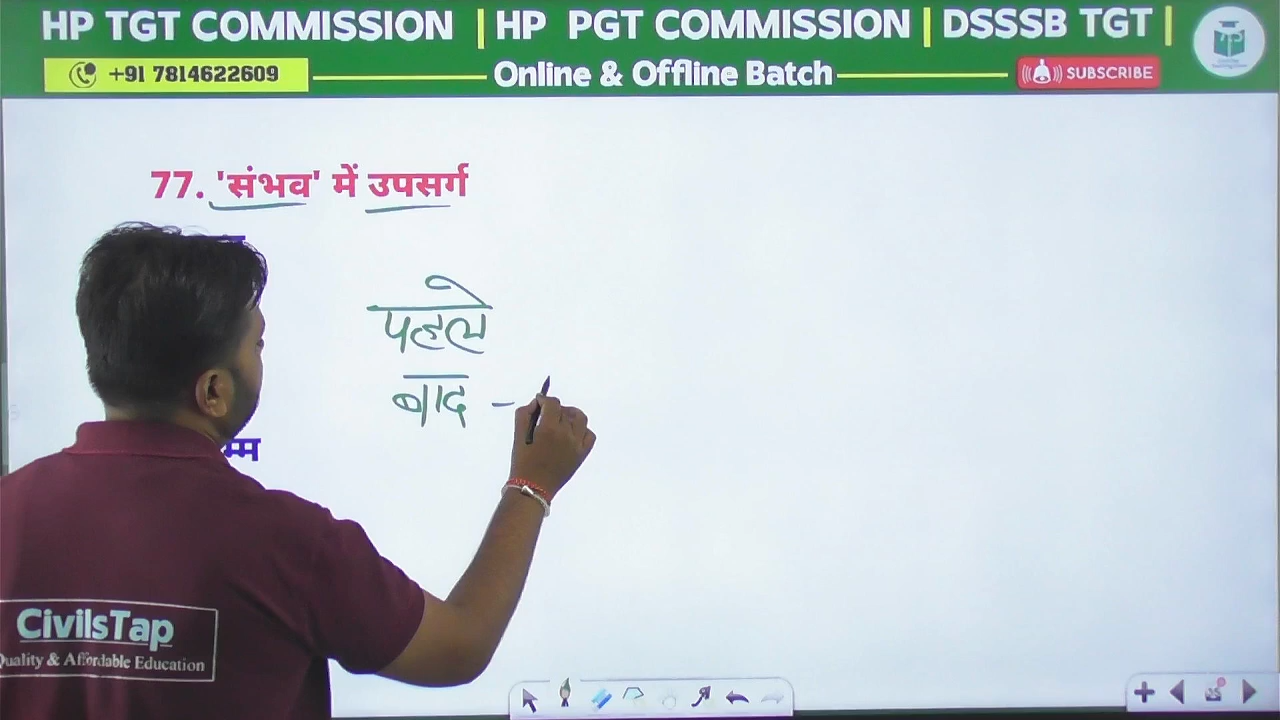 HP TGT COMMISSION | HP PGT COMMISSION | DSSSB TGT |
+91 7814622609 Online & Offline Batch SUBSCRIBE
77. 'संभव' में उपसर्ग
पहले
बाद -
म्म
CivilsTap
Quality & Affordable Education